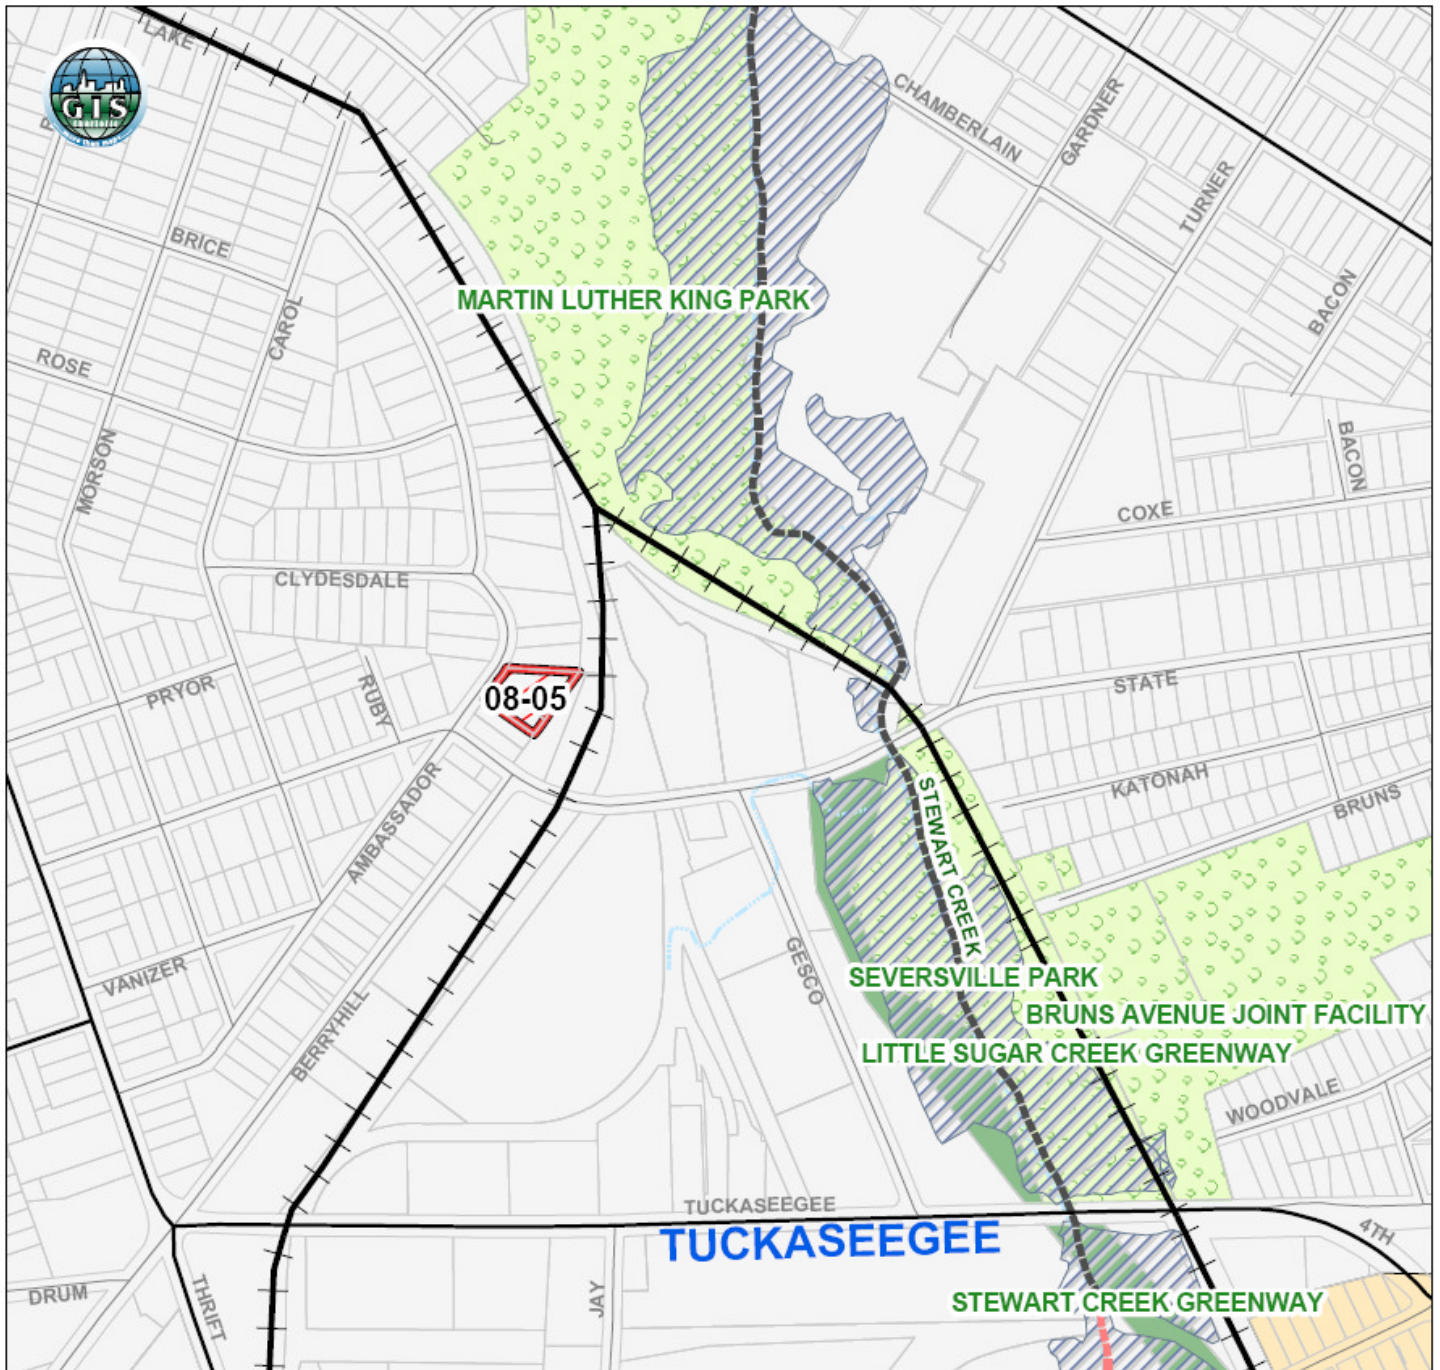 LAKE
GIS
CHAMBERLAIN
GARDNER
TURNER
BRICE
CAROL
MARTIN LUTHER KING PARK
BACON
ROSE
MORSON
BACON
COXE
CLYDESDALE
PRYOR
RUBY
08-05
STATE
KATONAH
BRUNS
AMBASSADOR
STEWART CREEK
VANIZER
GESCO
SEVERSVILLE PARK
BERRYHILL
BRUNS AVENUE JOINT FACILITY
LITTLE SUGAR CREEK GREENWAY
WOODVALE
TUCKASEEGEE
TUCKASEEGEE
4TH
DRUM
THRIFT
JAY
STEWART CREEK GREENWAY